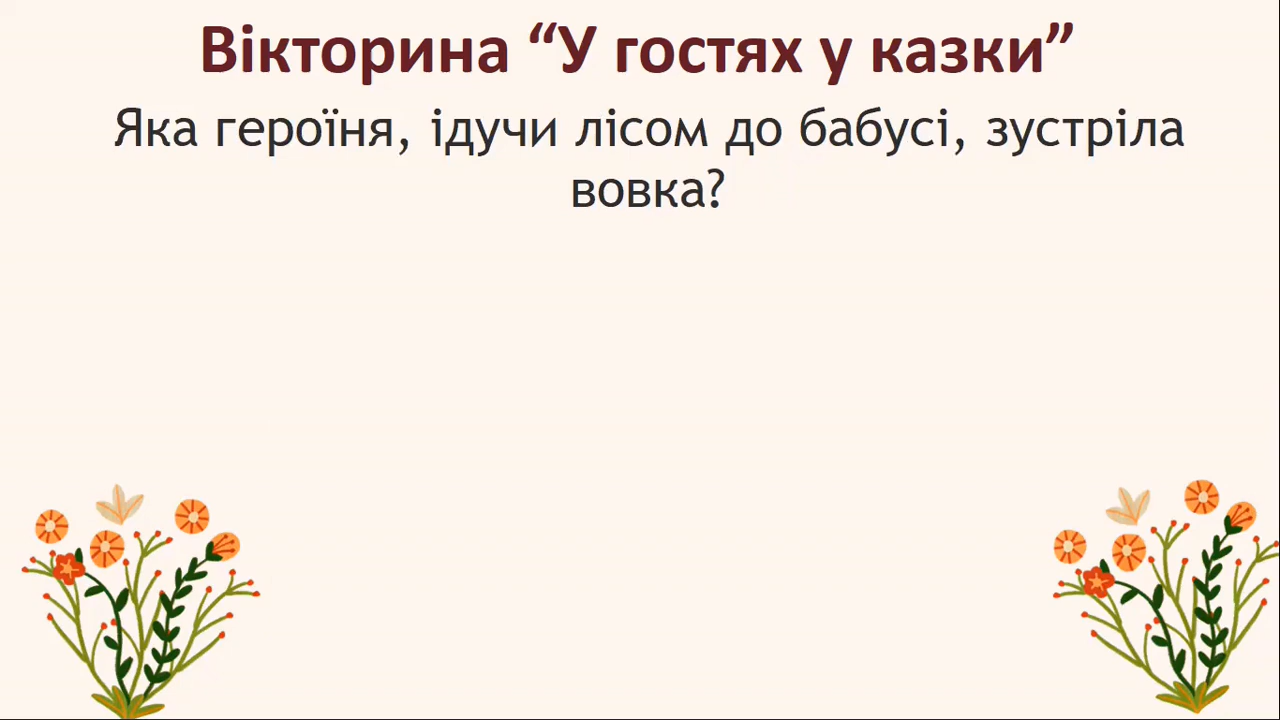 Вікторина “У гостях у казки”
Яка героїня, ідучи лісом до бабусі, зустріла
вовка?